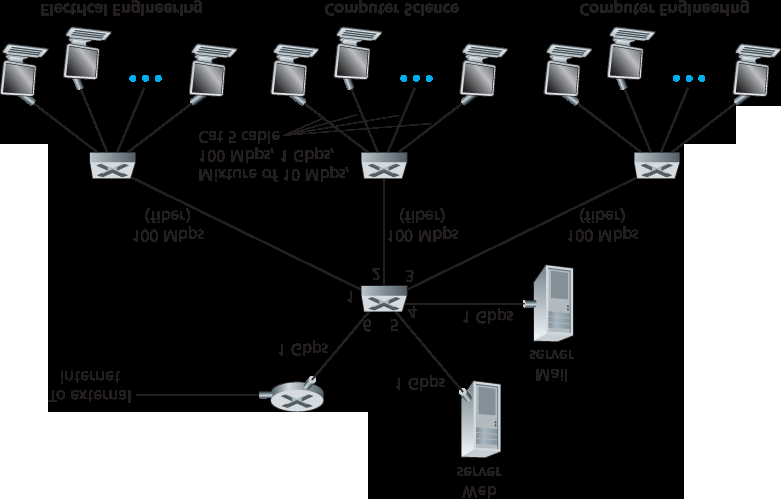 Web
server
To external
internet
1 Gbps
Mail
server
1 Gbps
1 Gbps
6
5
4
1
2
3
100 Mbps
(fiber)
100 Mbps
(fiber)
100 Mbps
(fiber)
Mixture of 10 Mbps,
100 Mbps, 1 Gbps,
Cat 5 cable
Electrical Engineering
Computer Science
Computer Engineering